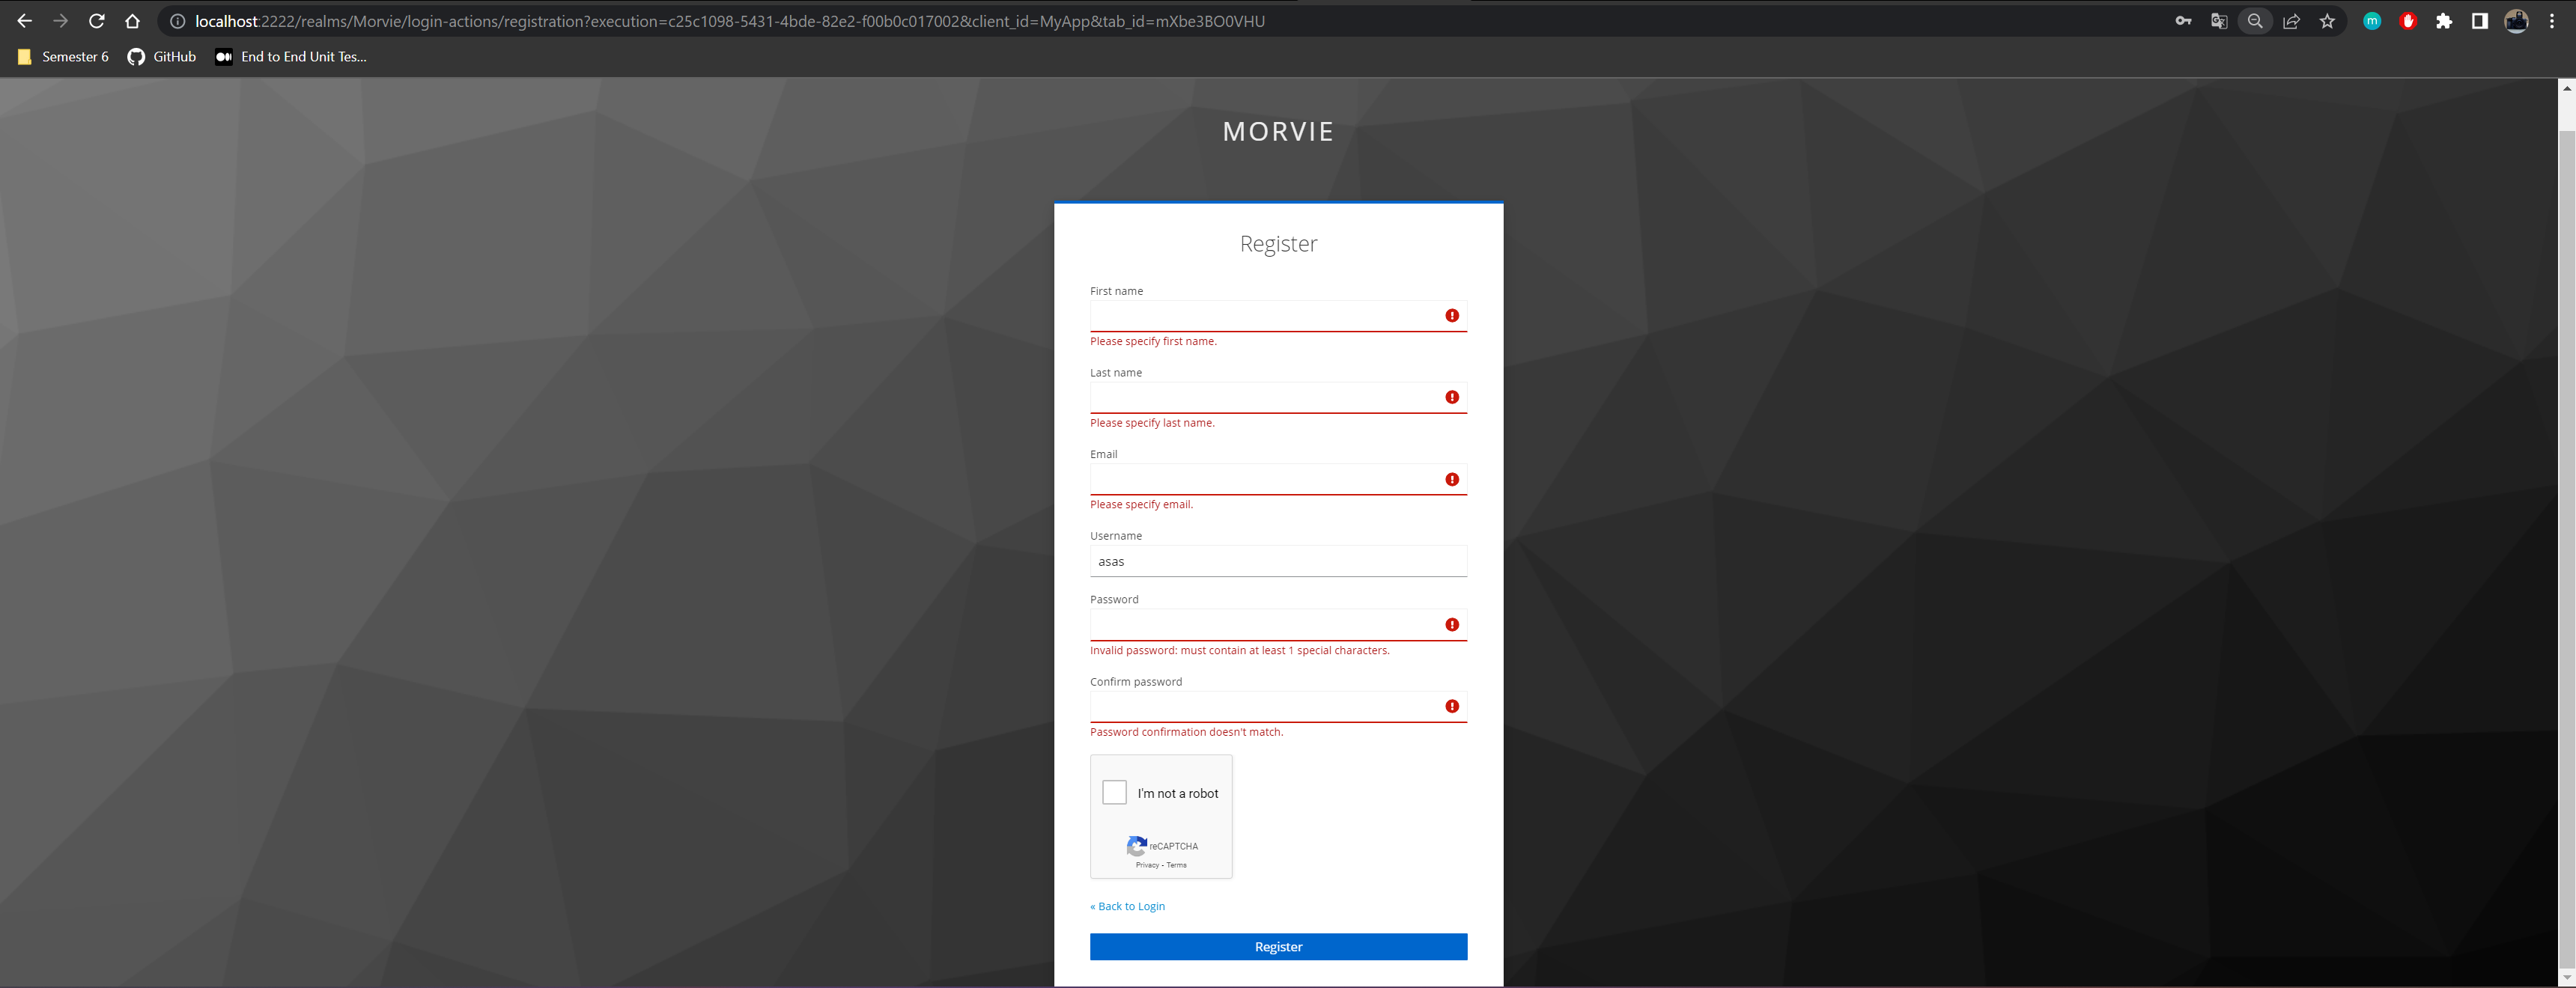 localhost:2222/realms/Morvie/login-actions/registration?execution=c25c1098-5431-4bde-82e2-f00b0c017002&client_id=MyApp&tab_id=mXbe3BO0VHU
m
Semester 6 GitHub End to End Unit Tes...
MORVIE
Register
First name
Please specify first name.
Last name
Please specify last name.
Email
Please specify email.
Username
asas
Password
Invalid password: must contain at least 1 special characters.
Confirm password
Password confirmation doesn't match.
I'm not a robot
reCAPTCHA
Privacy - Terms
« Back to Login
Register